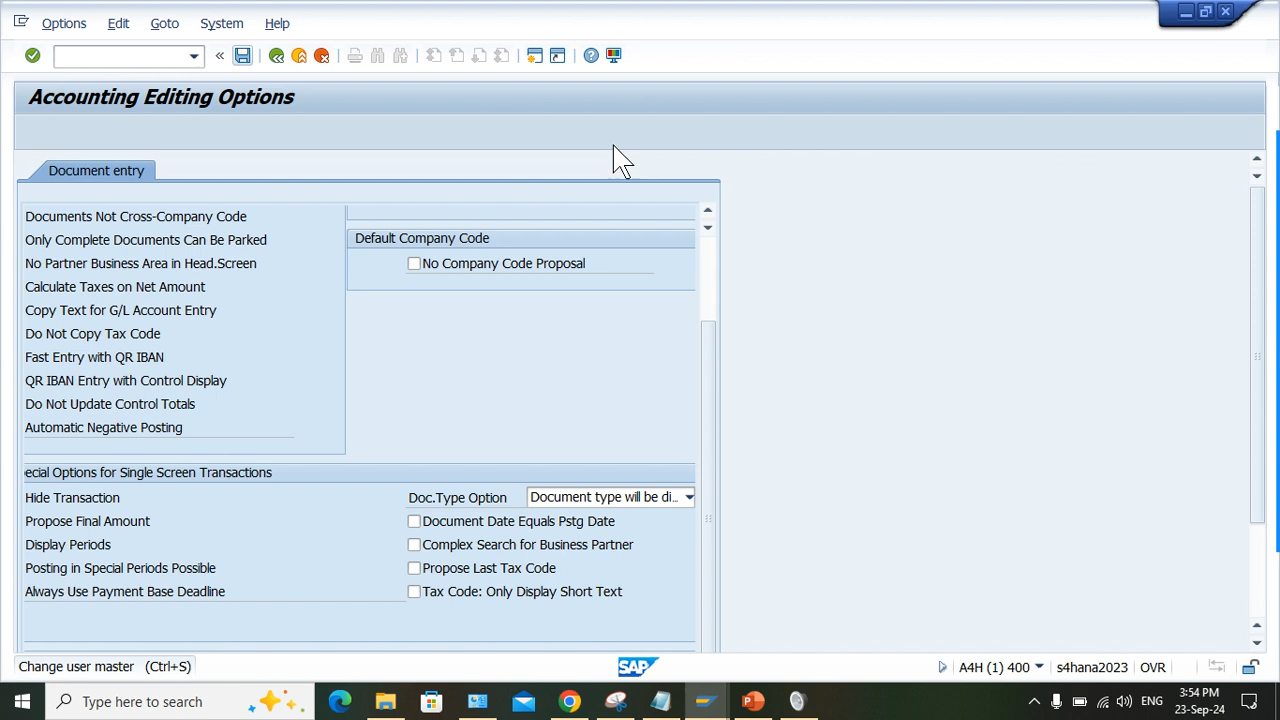 Options Edit Goto System Help
«
Accounting Editing Options
Document entry
Documents Not Cross-Company Code
Only Complete Documents Can Be Parked
No Partner Business Area in Head.Screen
Calculate Taxes on Net Amount
Copy Text for G/L Account Entry
Do Not Copy Tax Code
Fast Entry with QR IBAN
QR IBAN Entry with Control Display
Do Not Update Control Totals
Automatic Negative Posting
Default Company Code
No Company Code Proposal
ecial Options for Single Screen Transactions
Hide Transaction Doc.Type Option Document type will be di...
Propose Final Amount Document Date Equals Pstg Date
Display Periods Complex Search for Business Partner
Posting in Special Periods Possible Propose Last Tax Code
Always Use Payment Base Deadline Tax Code: Only Display Short Text
Change user master (Ctrl+S) SAP A4H (1) 400 s4hana2023 OVR
Type here to search ENG 3:54 PM
23-Sep-24